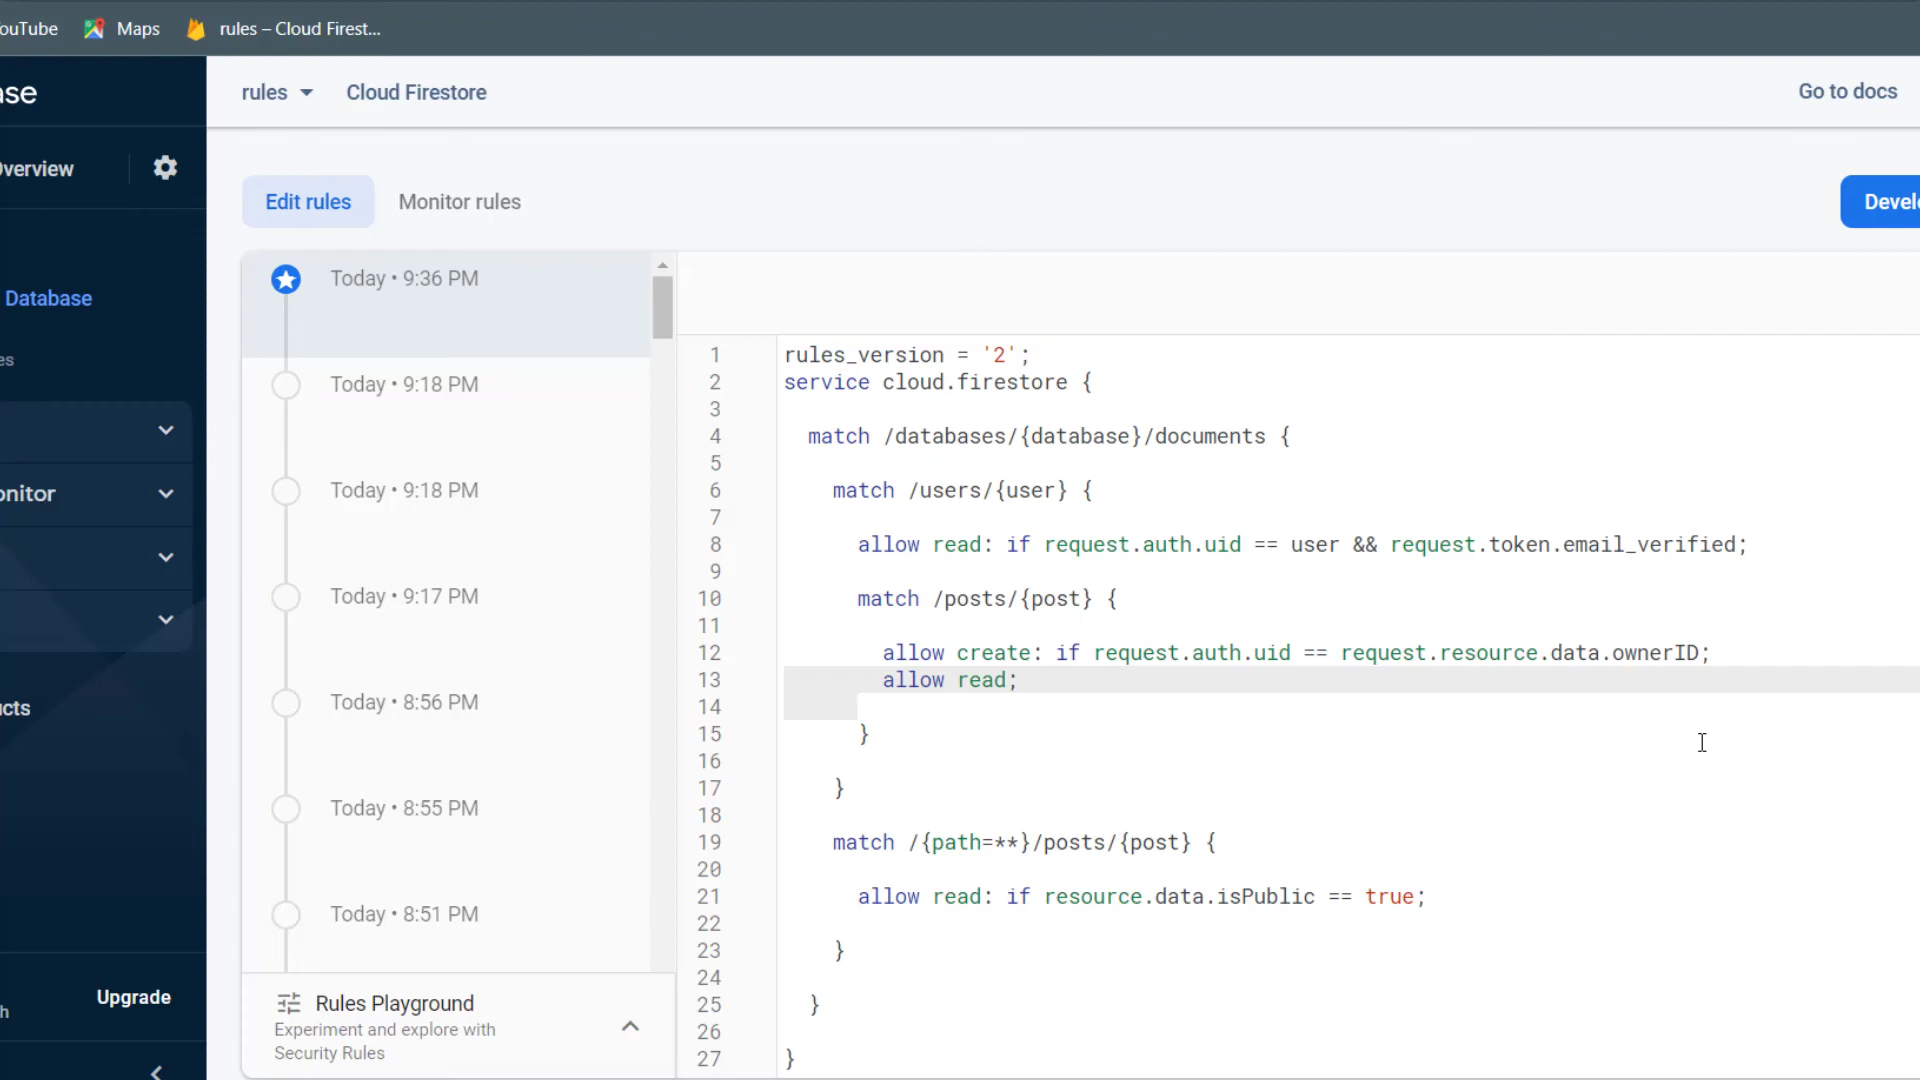 ouTube Maps rules – Cloud Firest...
ase
rules Cloud Firestore Go to docs
Overview
Edit rules Monitor rules Develo
Database
es
onitor
ucts
Upgrade
h
Today • 9:36 PM
Today • 9:18 PM
Today • 9:18 PM
Today • 9:17 PM
Today • 8:56 PM
Today • 8:55 PM
Today • 8:51 PM
Rules Playground
Experiment and explore with
Security Rules
1 rules_version = '2';
2 service cloud.firestore {
3
4 match /databases/{database}/documents {
5
6 match /users/{user} {
7
8 allow read: if request.auth.uid == user && request.token.email_verified;
9
10 match /posts/{post} {
11
12 allow create: if request.auth.uid == request.resource.data.ownerID;
13 allow read;
14
15 }
16
17 }
18
19 match /{path=**}/posts/{post} {
20
21 allow read: if resource.data.isPublic == true;
22
23 }
24
25 }
26
27 }